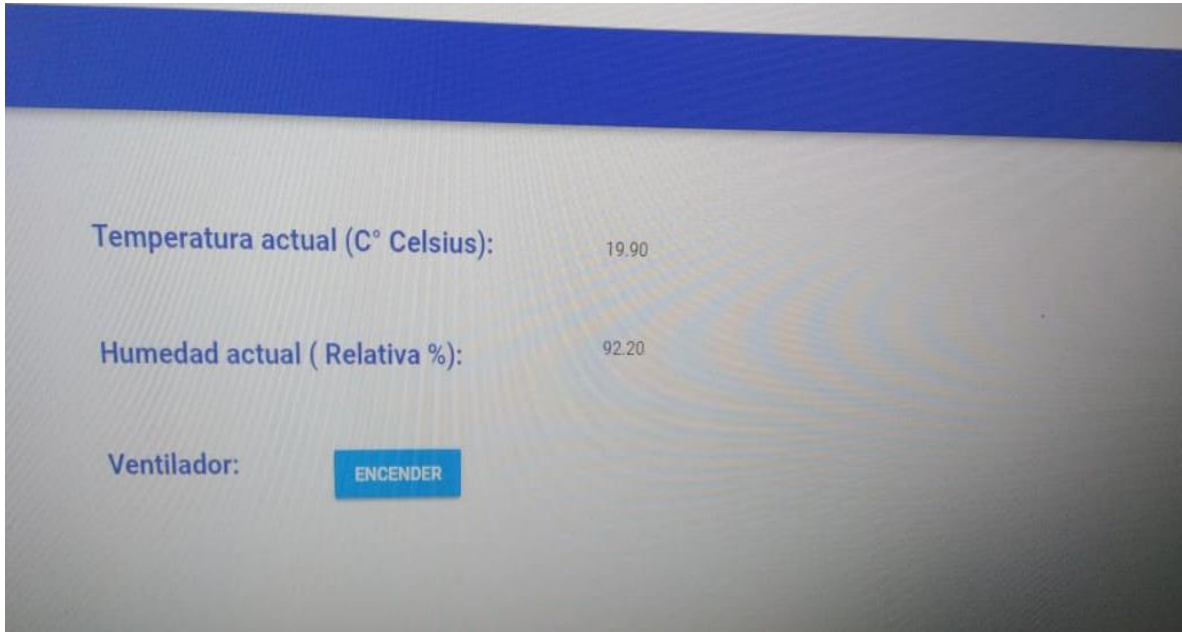 Temperatura actual (C° Celsius): 19.90
Humedad actual ( Relativa %): 92.20
Ventilador: ENCENDER